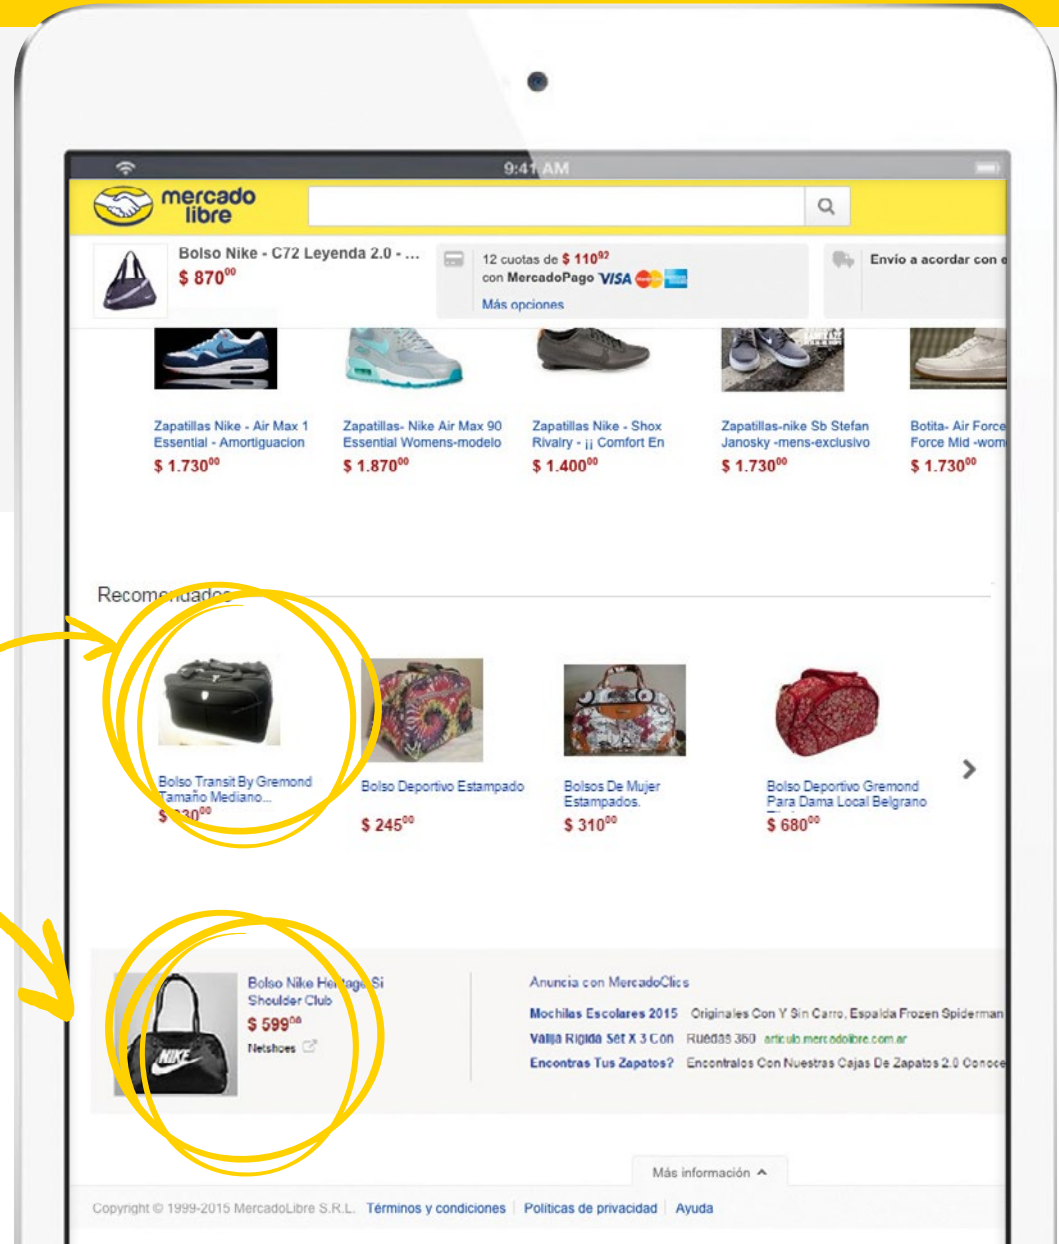 9:41 AM
mercado
libre
Bolso Nike - C72 Leyenda 2.0 - ...
$ 870⁰⁰
12 cuotas de $ 110⁹²
con MercadoPago VISA
Más opciones
Envío a acordar con e
Zapatillas Nike - Air Max 1
Essential - Amortiguacion
$ 1.730⁰⁰
Zapatillas- Nike Air Max 90
Essential Womens-modelo
$ 1.870⁰⁰
Zapatillas Nike - Shox
Rivalry - ¡¡ Comfort En
$ 1.400⁰⁰
Zapatillas-nike Sb Stefan
Janosky -mens-exclusivo
$ 1.730⁰⁰
Botita- Air Force
Force Mid -wom
$ 1.730⁰⁰
Recomendados
Bolso Transit By Gremond
Tamaño Mediano...
Bolso Deportivo Estampado
$ 245⁰⁰
Bolsos De Mujer
Estampados.
$ 310⁰⁰
Bolso Deportivo Gremond
Para Dama Local Belgrano
$ 680⁰⁰
NIKE
Bolso Nike Heritage Si
Shoulder Club
$ 599⁰⁰
Netshoes
Anuncia con MercadoClics
Mochilas Escolares 2015 Originales Con Y Sin Carro, Espalda Frozen Spiderman
Valija Rigida Set X 3 Con Ruedas 360 articulo.mercadolibre.com.ar
Encontras Tus Zapatos? Encontralos Con Nuestras Cajas De Zapatos 2.0 Conoce
Más información
Copyright © 1999-2015 MercadoLibre S.R.L. Términos y condiciones Políticas de privacidad Ayuda